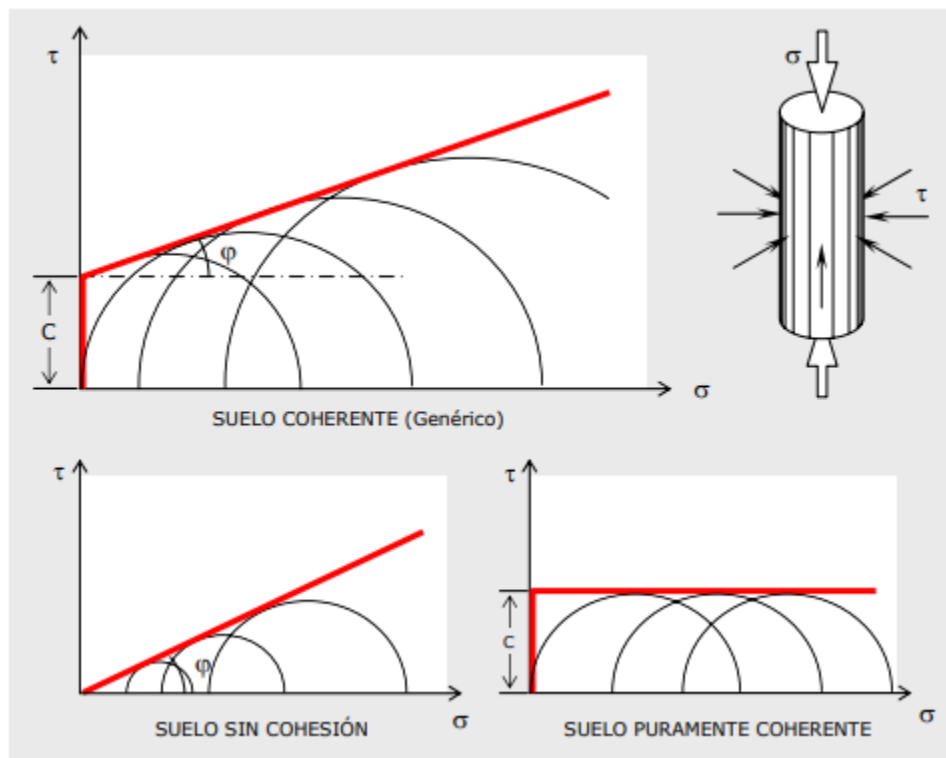 τ
σ
τ
φ
C
σ
SUELO COHERENTE (Genérico)
τ
φ
σ
SUELO SIN COHESIÓN
τ
C
σ
SUELO PURAMENTE COHERENTE